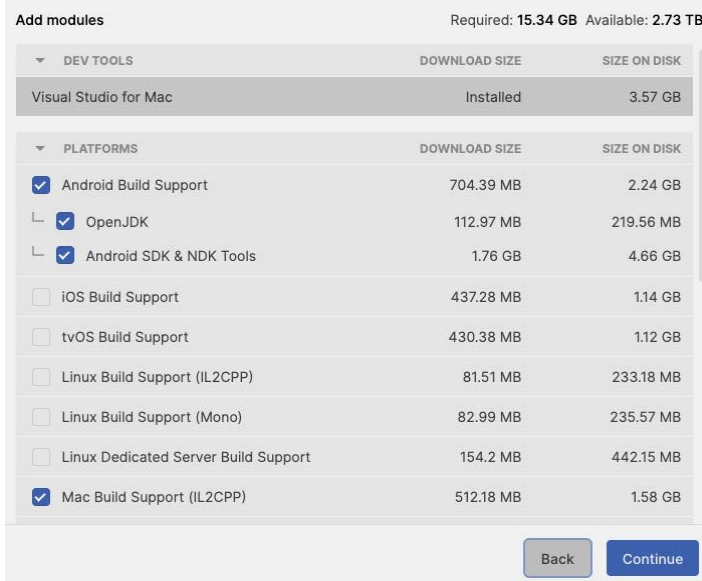 Add modules Required: 15.34 GB Available: 2.73 TB
DEV TOOLS DOWNLOAD SIZE SIZE ON DISK
Visual Studio for Mac Installed 3.57 GB
PLATFORMS DOWNLOAD SIZE SIZE ON DISK
Android Build Support 704.39 MB 2.24 GB
OpenJDK 112.97 MB 219.56 MB
Android SDK & NDK Tools 1.76 GB 4.66 GB
iOS Build Support 437.28 MB 1.14 GB
tvOS Build Support 430.38 MB 1.12 GB
Linux Build Support (IL2CPP) 81.51 MB 233.18 MB
Linux Build Support (Mono) 82.99 MB 235.57 MB
Linux Dedicated Server Build Support 154.2 MB 442.15 MB
Mac Build Support (IL2CPP) 512.18 MB 1.58 GB
Back Continue